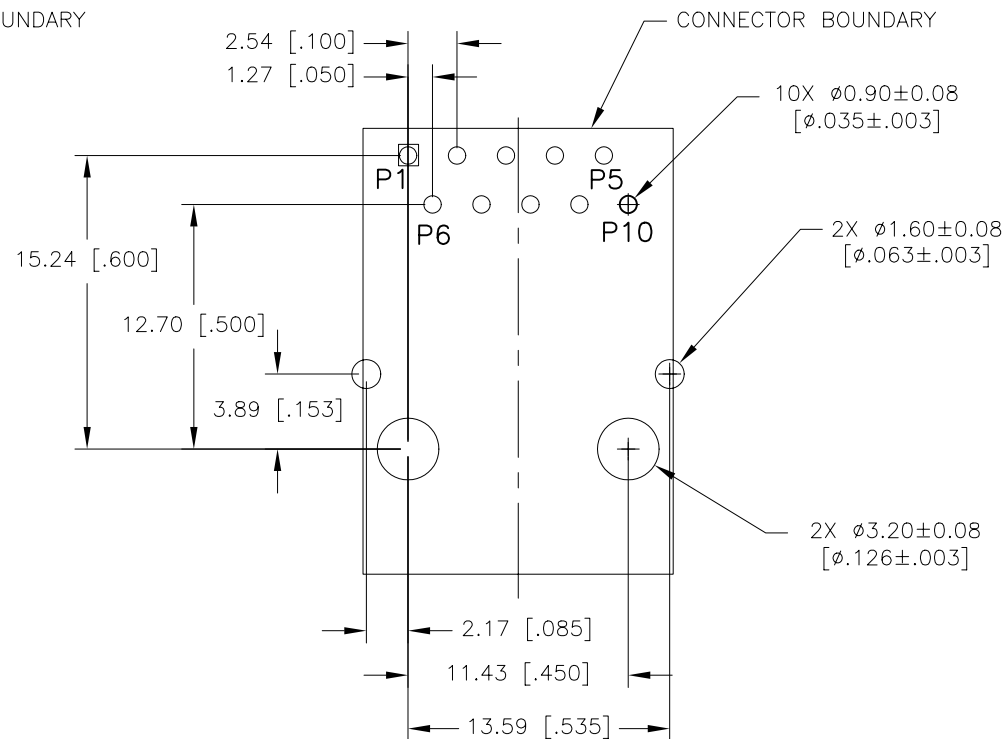 UNDARY
CONNECTOR BOUNDARY
2.54 [.100]
1.27 [.050]
10X ⌀0.90±0.08
[⌀.035±.003]
P1
P5
P6
P10
2X ⌀1.60±0.08
[⌀.063±.003]
15.24 [.600]
12.70 [.500]
3.89 [.153]
2X ⌀3.20±0.08
[⌀.126±.003]
2.17 [.085]
11.43 [.450]
13.59 [.535]